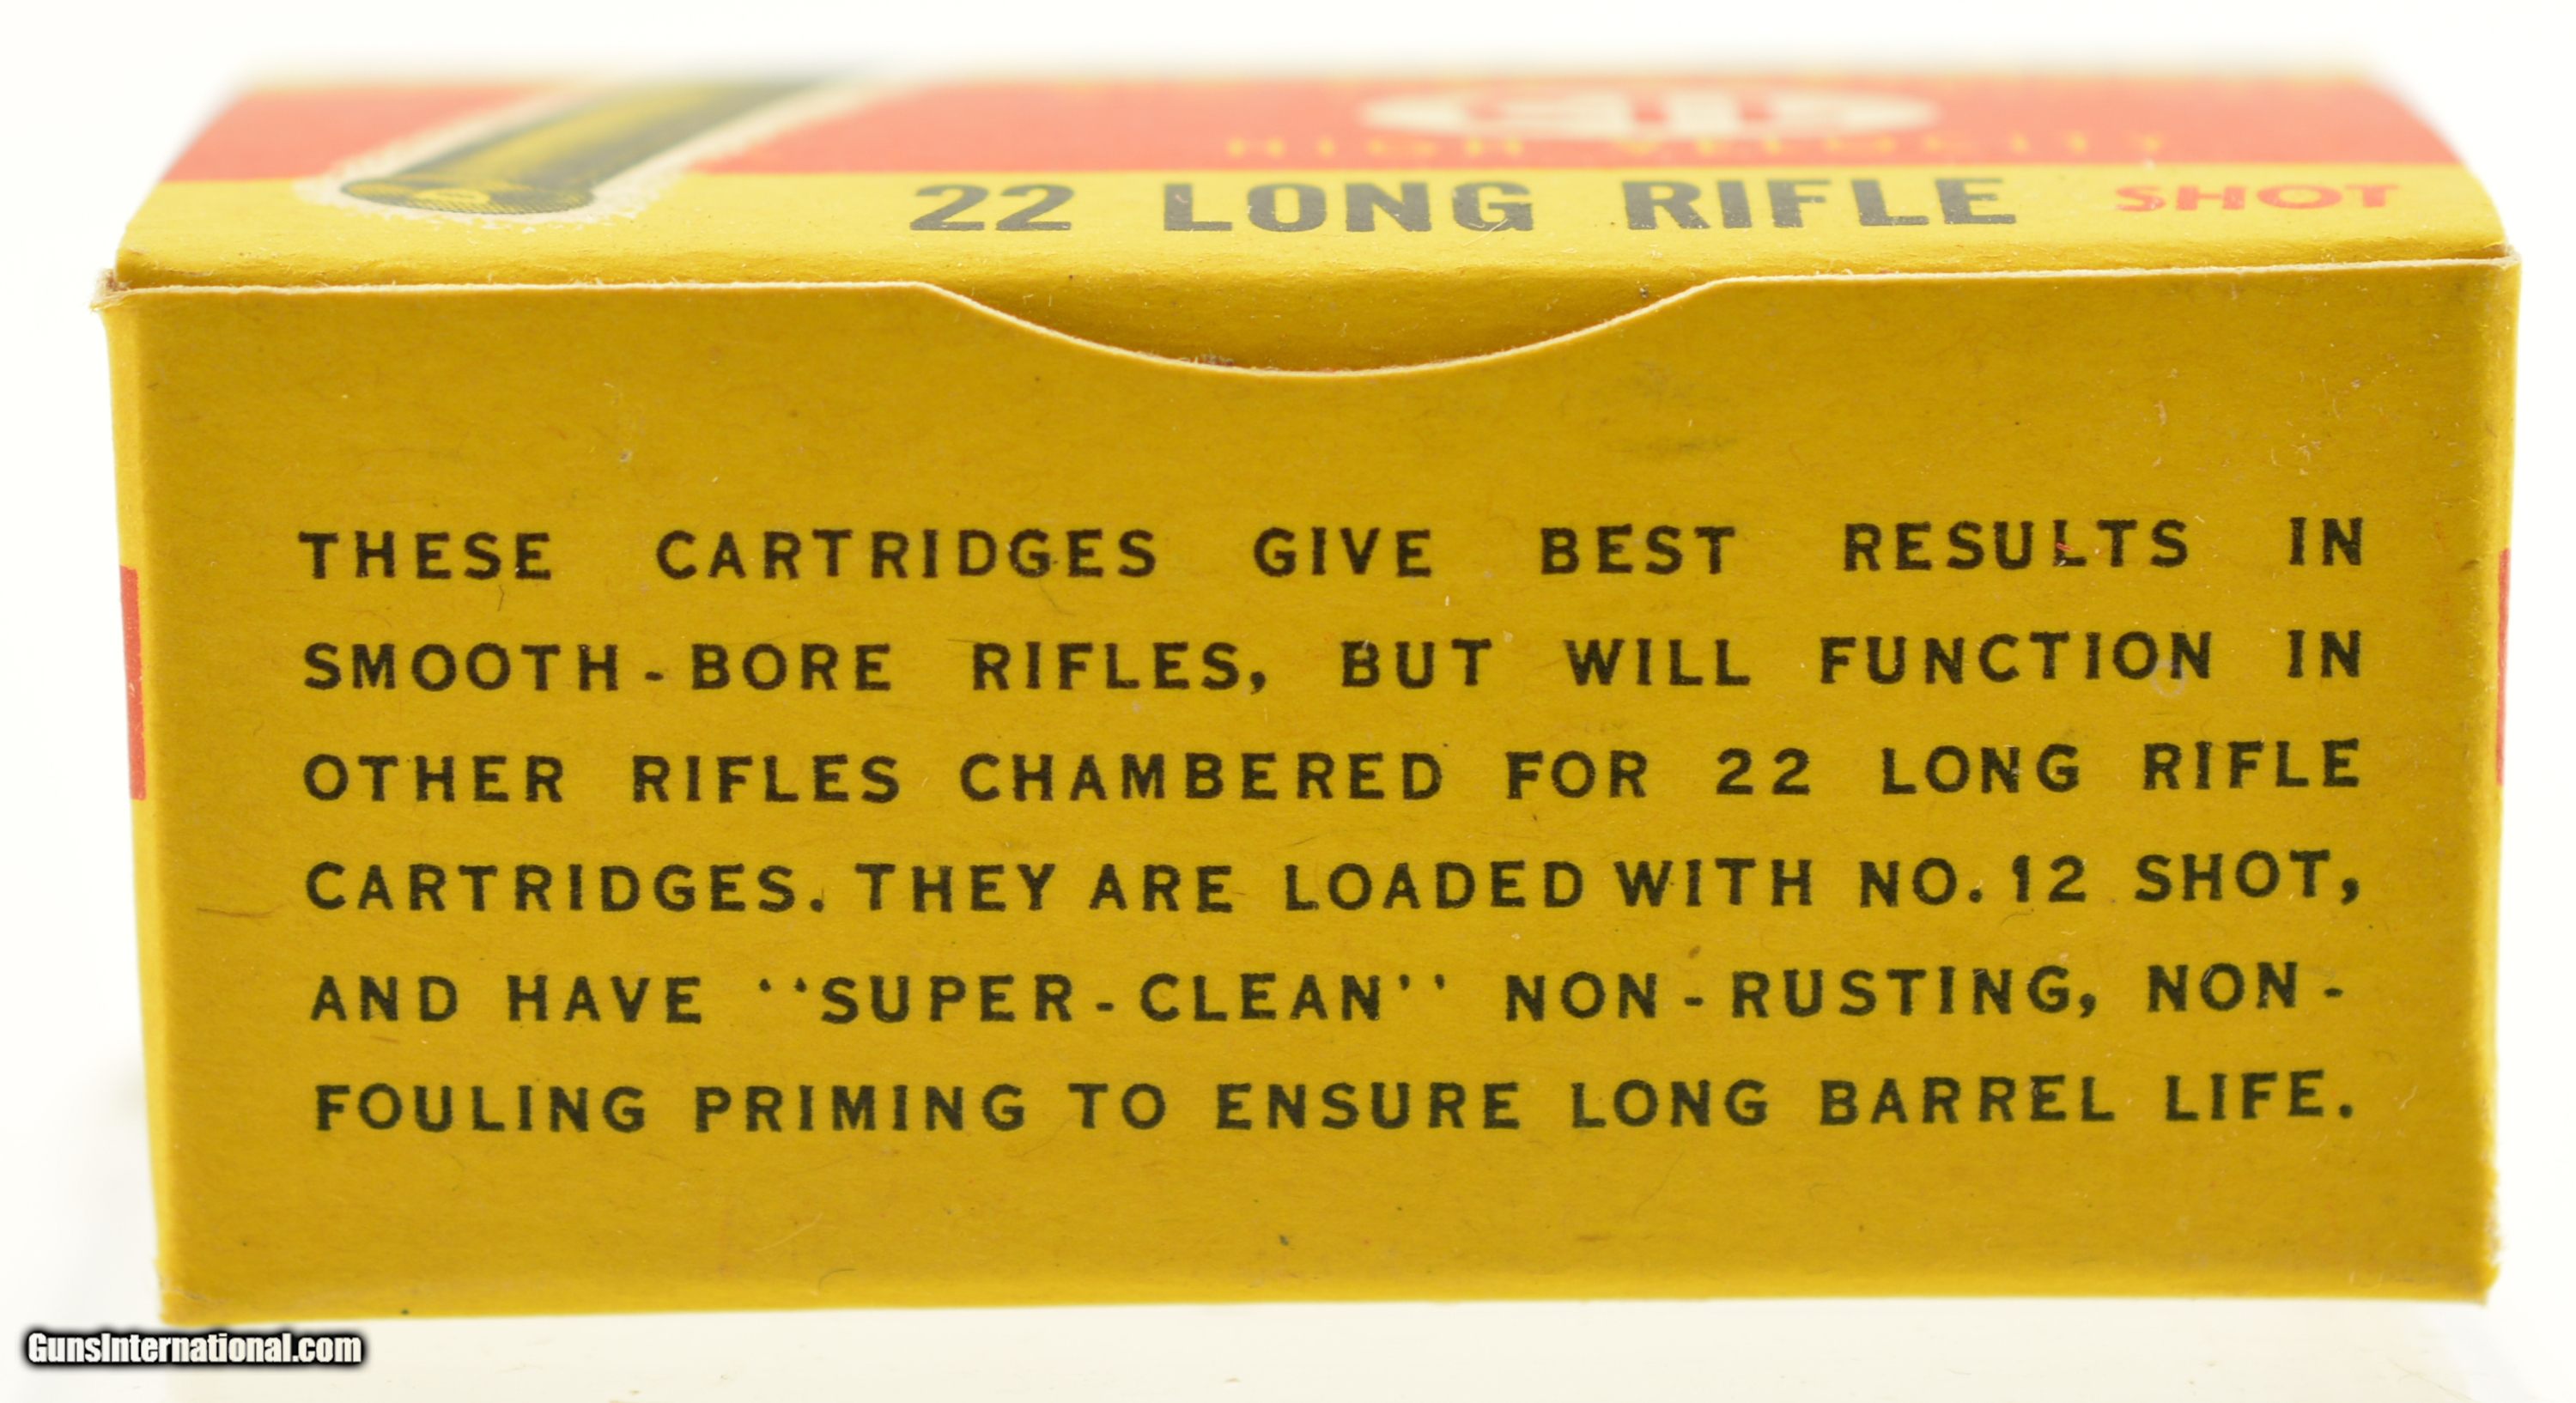 HIGH VELOCITY
22 LONG RIFLE SHOT
THESE CARTRIDGES GIVE BEST RESULTS IN
SMOOTH-BORE RIFLES, BUT WILL FUNCTION IN
OTHER RIFLES CHAMBERED FOR 22 LONG RIFLE
CARTRIDGES. THEY ARE LOADED WITH NO. 12 SHOT,
AND HAVE ‘‘SUPER-CLEAN’’ NON-RUSTING, NON-
FOULING PRIMING TO ENSURE LONG BARREL LIFE.
GunsInternational.com